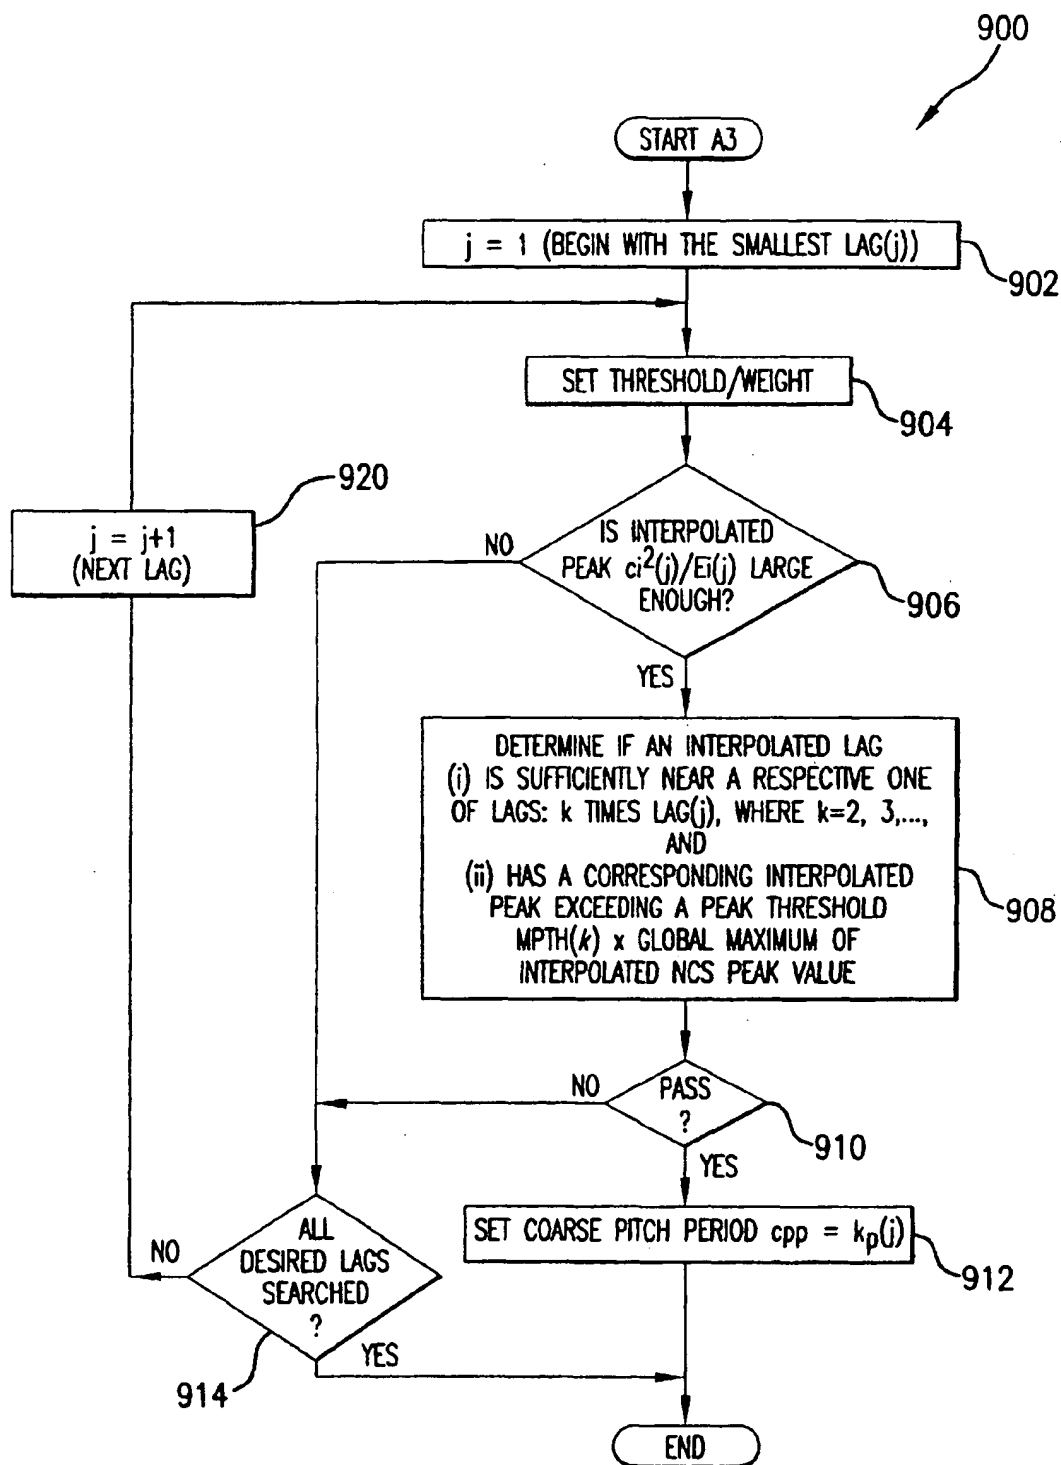 900
START A3
j = 1 (BEGIN WITH THE SMALLEST LAG(j))
902
SET THRESHOLD/WEIGHT
904
920
j = j+1
(NEXT LAG)
IS INTERPOLATED
PEAK ci²(j)/Ei(j) LARGE
ENOUGH?
NO
906
YES
DETERMINE IF AN INTERPOLATED LAG
(i) IS SUFFICIENTLY NEAR A RESPECTIVE ONE
OF LAGS: k TIMES LAG(j), WHERE k=2, 3,...,
AND
(ii) HAS A CORRESPONDING INTERPOLATED
PEAK EXCEEDING A PEAK THRESHOLD
MPTH(k) x GLOBAL MAXIMUM OF
INTERPOLATED NCS PEAK VALUE
908
NO
PASS
?
910
YES
SET COARSE PITCH PERIOD cpp = kₚ(j)
912
NO
ALL
DESIRED LAGS
SEARCHED
?
YES
914
END